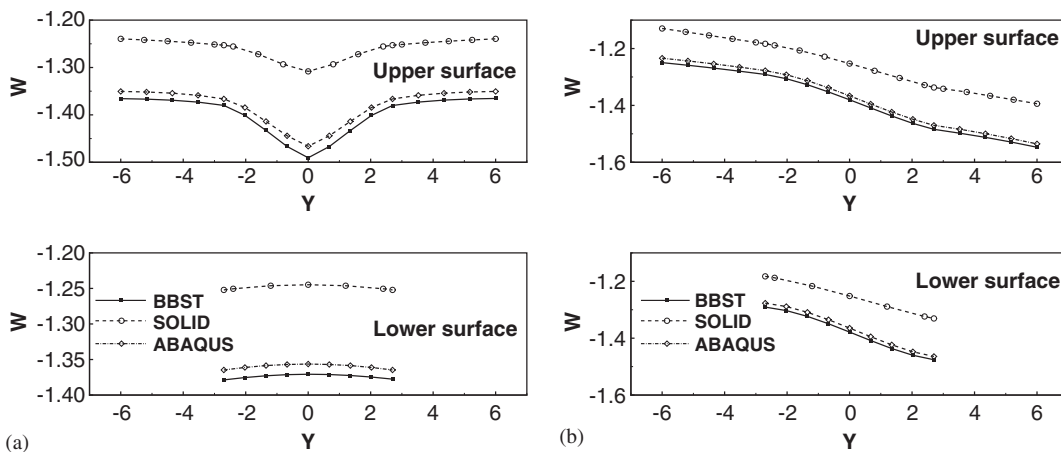 -1.20
-1.30
-1.40
-1.50
W
Upper surface
-6 -4 -2 0 2 4 6
Y
-1.20
-1.25
-1.30
-1.35
-1.40
W
BBST
SOLID
ABAQUS
Lower surface
-6 -4 -2 0 2 4 6
Y
(a)
-1.2
-1.4
-1.6
W
Upper surface
-6 -4 -2 0 2 4 6
Y
-1.2
-1.4
-1.6
W
BBST
SOLID
ABAQUS
Lower surface
-6 -4 -2 0 2 4 6
Y
(b)